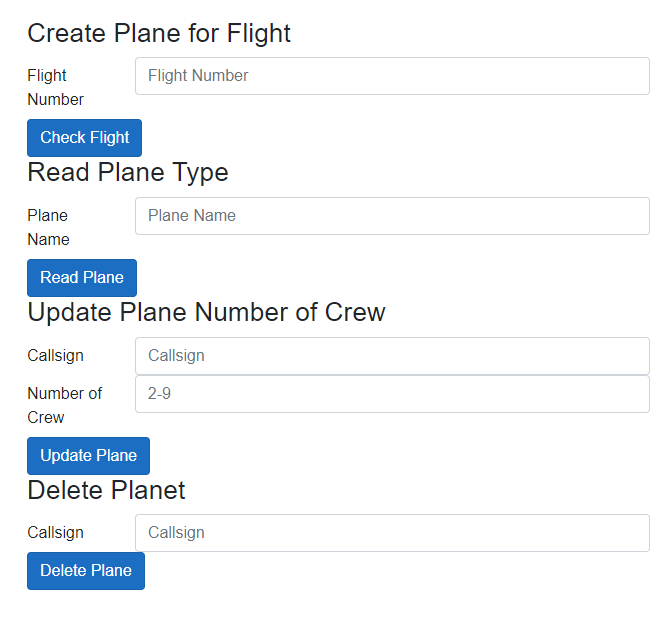 Create Plane for Flight
Flight Number
Flight
Number
Check Flight
Read Plane Type
Plane Name
Plane
Name
Read Plane
Update Plane Number of Crew
Callsign Callsign
Number of 2-9
Crew
Update Plane
Delete Planet
Callsign Callsign
Delete Plane